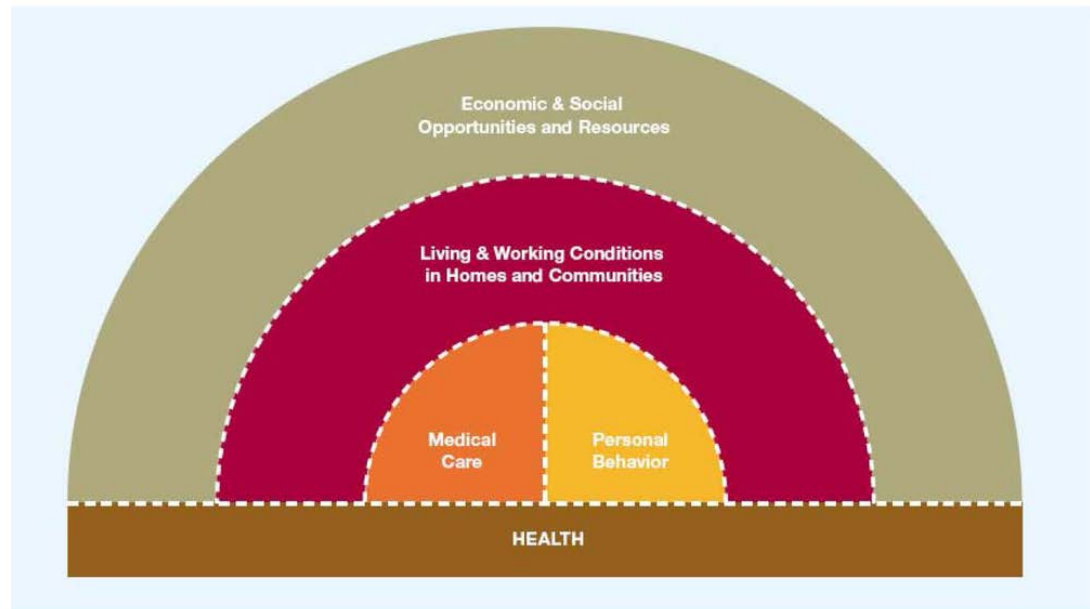 Economic & Social
Opportunities and Resources
Living & Working Conditions
in Homes and Communities
Medical
Care
Personal
Behavior
HEALTH